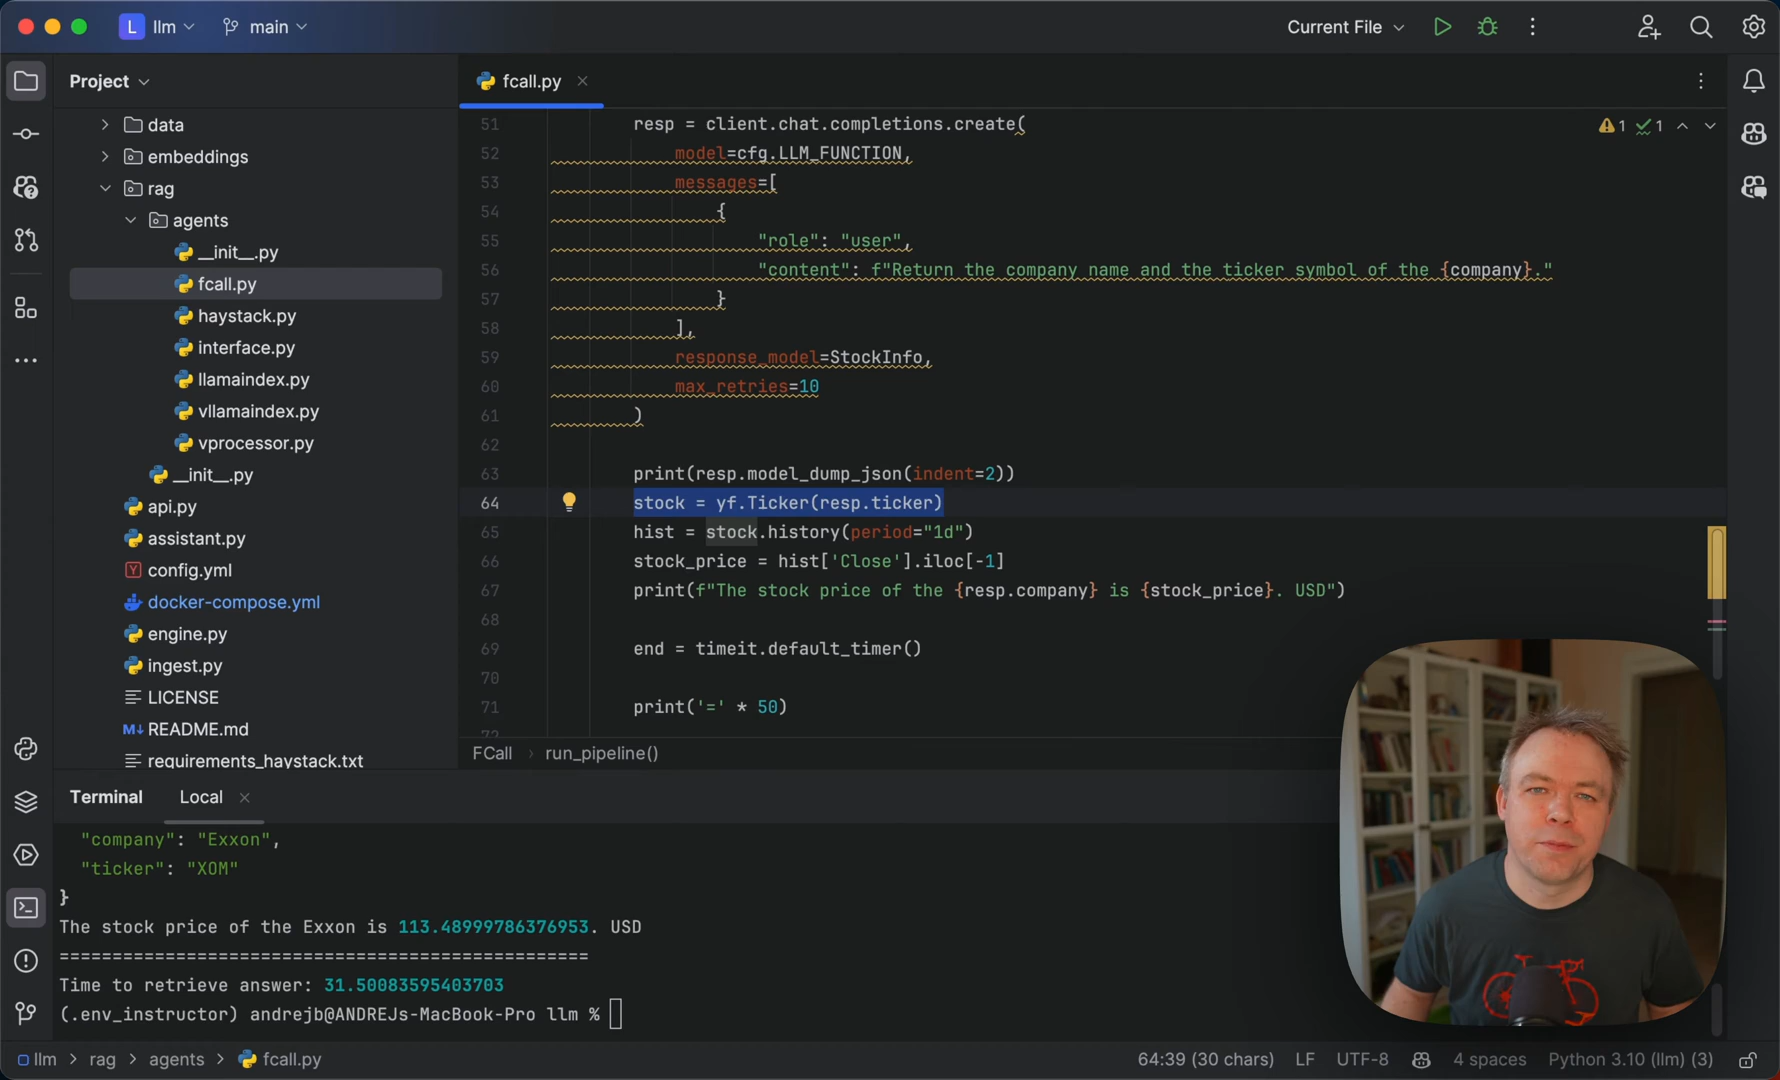 L llm main Current File
Project
fcall.py
data
embeddings
rag
agents
__init__.py
fcall.py
haystack.py
interface.py
llamaindex.py
vllamaindex.py
vprocessor.py
__init__.py
api.py
assistant.py
Y config.yml
docker-compose.yml
engine.py
ingest.py
LICENSE
M↓ README.md
requirements_haystack.txt
1 1
51 resp = client.chat.completions.create(
52 model=cfg.LLM_FUNCTION,
53 messages=[
54 {
55 "role": "user",
56 "content": f"Return the company name and the ticker symbol of the {company}."
57 }
58 ],
59 response_model=StockInfo,
60 max_retries=10
61 )
62
63 print(resp.model_dump_json(indent=2))
64 stock = yf.Ticker(resp.ticker)
65 hist = stock.history(period="1d")
66 stock_price = hist['Close'].iloc[-1]
67 print(f"The stock price of the {resp.company} is {stock_price}. USD")
68
69 end = timeit.default_timer()
70
71 print('=' * 50)
72
FCall › run_pipeline()
Terminal Local
"company": "Exxon",
"ticker": "XOM"
}
The stock price of the Exxon is 113.48999786376953. USD
==================================================
Time to retrieve answer: 31.50083595403703
(.env_instructor) andrejb@ANDREJs-MacBook-Pro llm %
llm > rag > agents > fcall.py
64:39 (30 chars) LF UTF-8 4 spaces Python 3.10 (llm) (3)